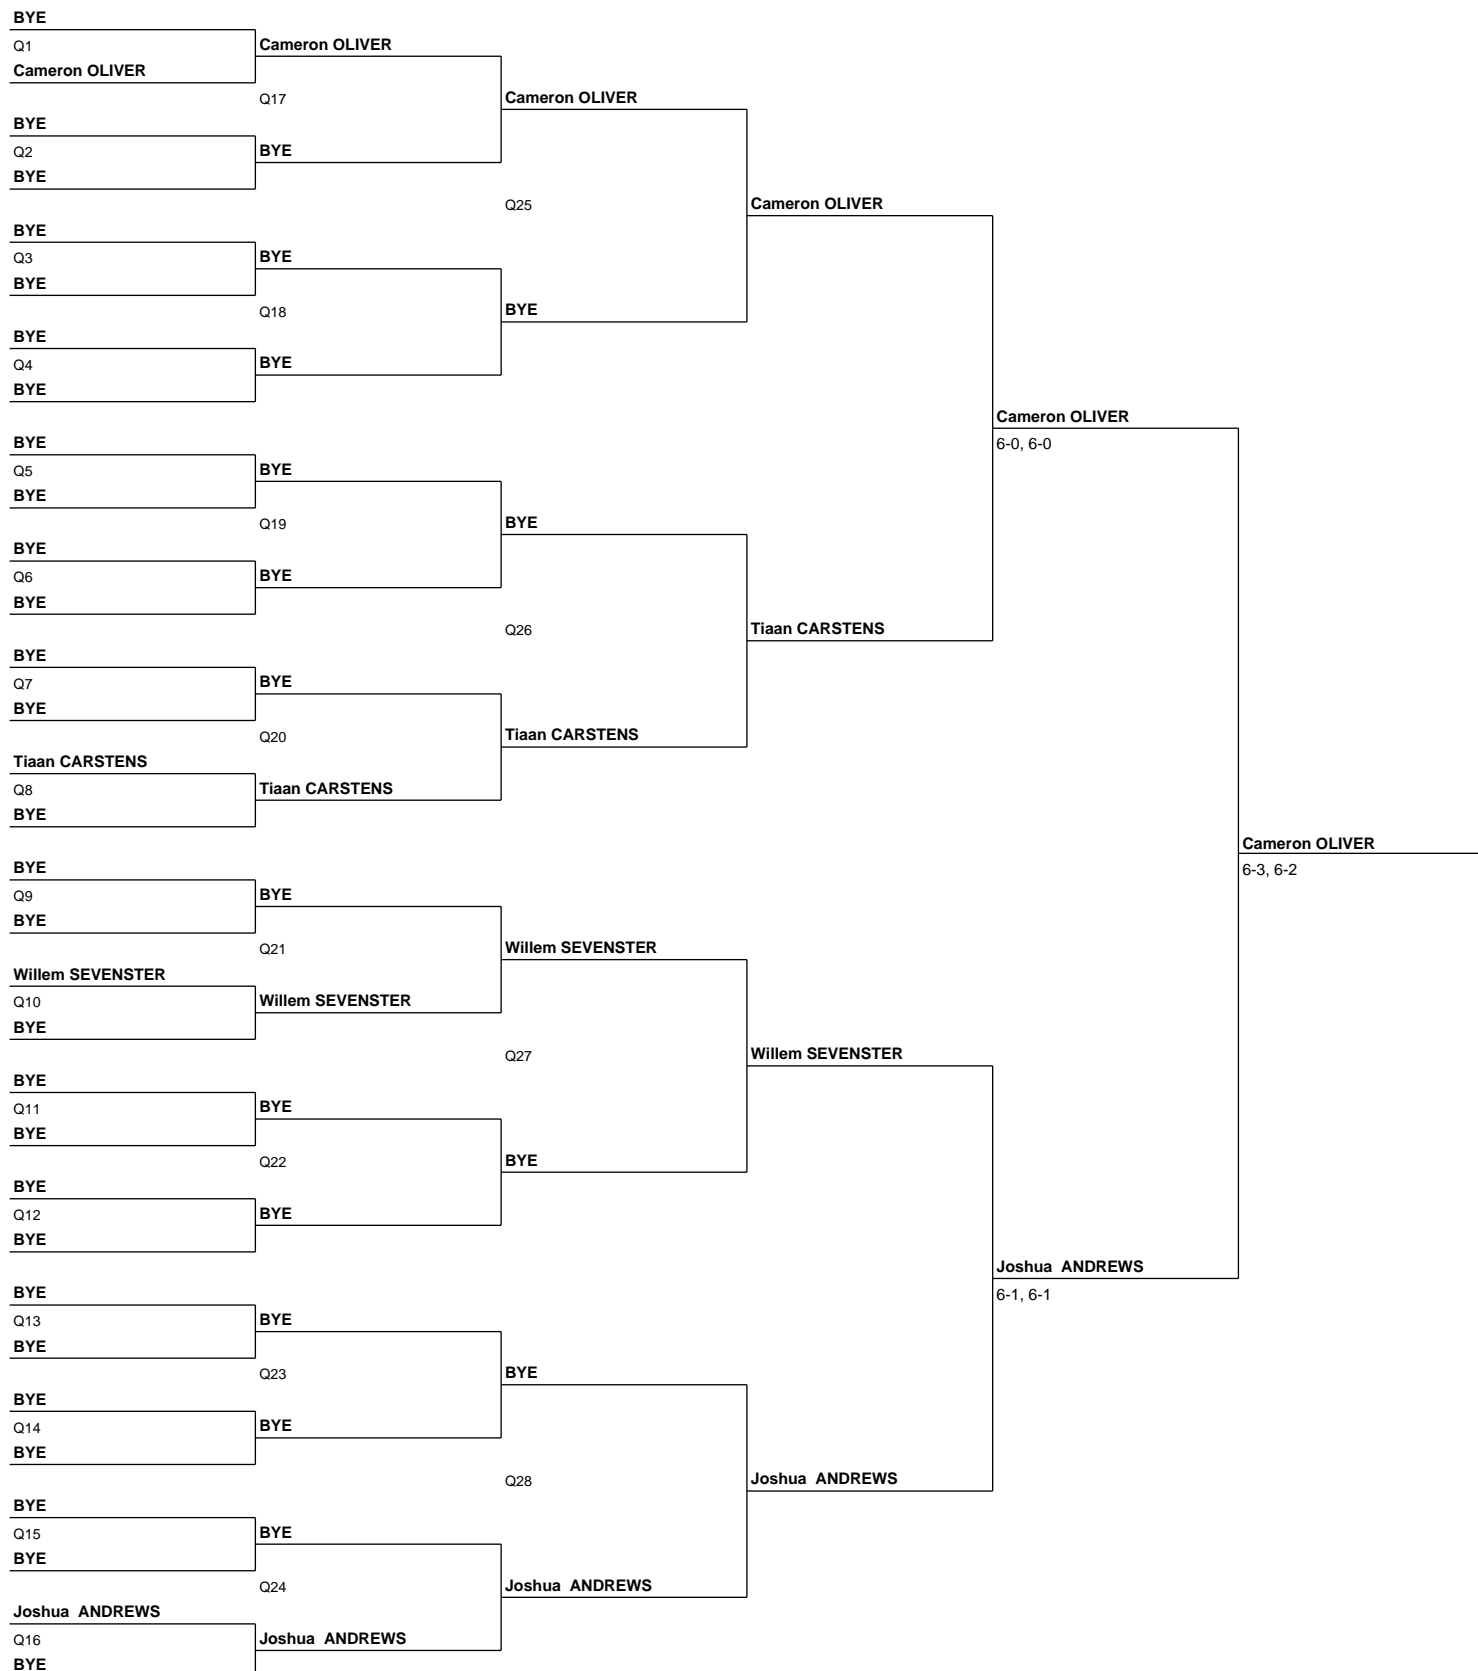 BYE
Q1
Cameron OLIVER
Cameron OLIVER
Q17
Cameron OLIVER
BYE
Q2
BYE
BYE
Q25
Cameron OLIVER
BYE
Q3
BYE
BYE
Q18
BYE
BYE
Q4
BYE
BYE
Cameron OLIVER
6-0, 6-0
BYE
Q5
BYE
BYE
Q19
BYE
BYE
Q6
BYE
BYE
Q26
Tiaan CARSTENS
BYE
Q7
BYE
BYE
Q20
Tiaan CARSTENS
Tiaan CARSTENS
Q8
BYE
Tiaan CARSTENS
Cameron OLIVER
6-3, 6-2
BYE
Q9
BYE
BYE
Q21
Willem SEVENSTER
Willem SEVENSTER
Q10
BYE
Willem SEVENSTER
Q27
Willem SEVENSTER
BYE
Q11
BYE
BYE
Q22
BYE
BYE
Q12
BYE
BYE
Joshua  ANDREWS
6-1, 6-1
BYE
Q13
BYE
BYE
Q23
BYE
BYE
Q14
BYE
BYE
Q28
Joshua  ANDREWS
BYE
Q15
BYE
BYE
Q24
Joshua  ANDREWS
Joshua  ANDREWS
Q16
BYE
Joshua  ANDREWS